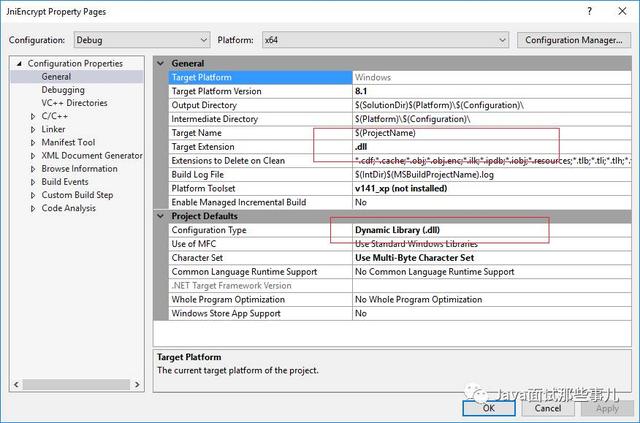 JniEncrypt Property Pages
Configuration: Debug Platform: x64 Configuration Manager...
Configuration Properties
General
Debugging
VC++ Directories
C/C++
Linker
Manifest Tool
XML Document Generator
Browse Information
Build Events
Custom Build Step
Code Analysis
General
Target Platform Windows
Target Platform Version 8.1
Output Directory $(SolutionDir)$(Platform)\$(Configuration)\
Intermediate Directory $(Platform)\$(Configuration)\
Target Name $(ProjectName)
Target Extension .dll
Extensions to Delete on Clean *.cdf;*.cache;*.obj;*.obj.enc;*.ilk;*.ipdb;*.iobj;*.resources;*.tlb;*.tli;*.tlh;*.t
Build Log File $(IntDir)$(MSBuildProjectName).log
Platform Toolset v141_xp (not installed)
Enable Managed Incremental Build No
Project Defaults
Configuration Type Dynamic Library (.dll)
Use of MFC Use Standard Windows Libraries
Character Set Use Multi-Byte Character Set
Common Language Runtime Support No Common Language Runtime Support
.NET Target Framework Version
Whole Program Optimization No Whole Program Optimization
Windows Store App Support No
Target Platform
The current target platform of the project.
Java面试那些事儿
OK Cancel Apply